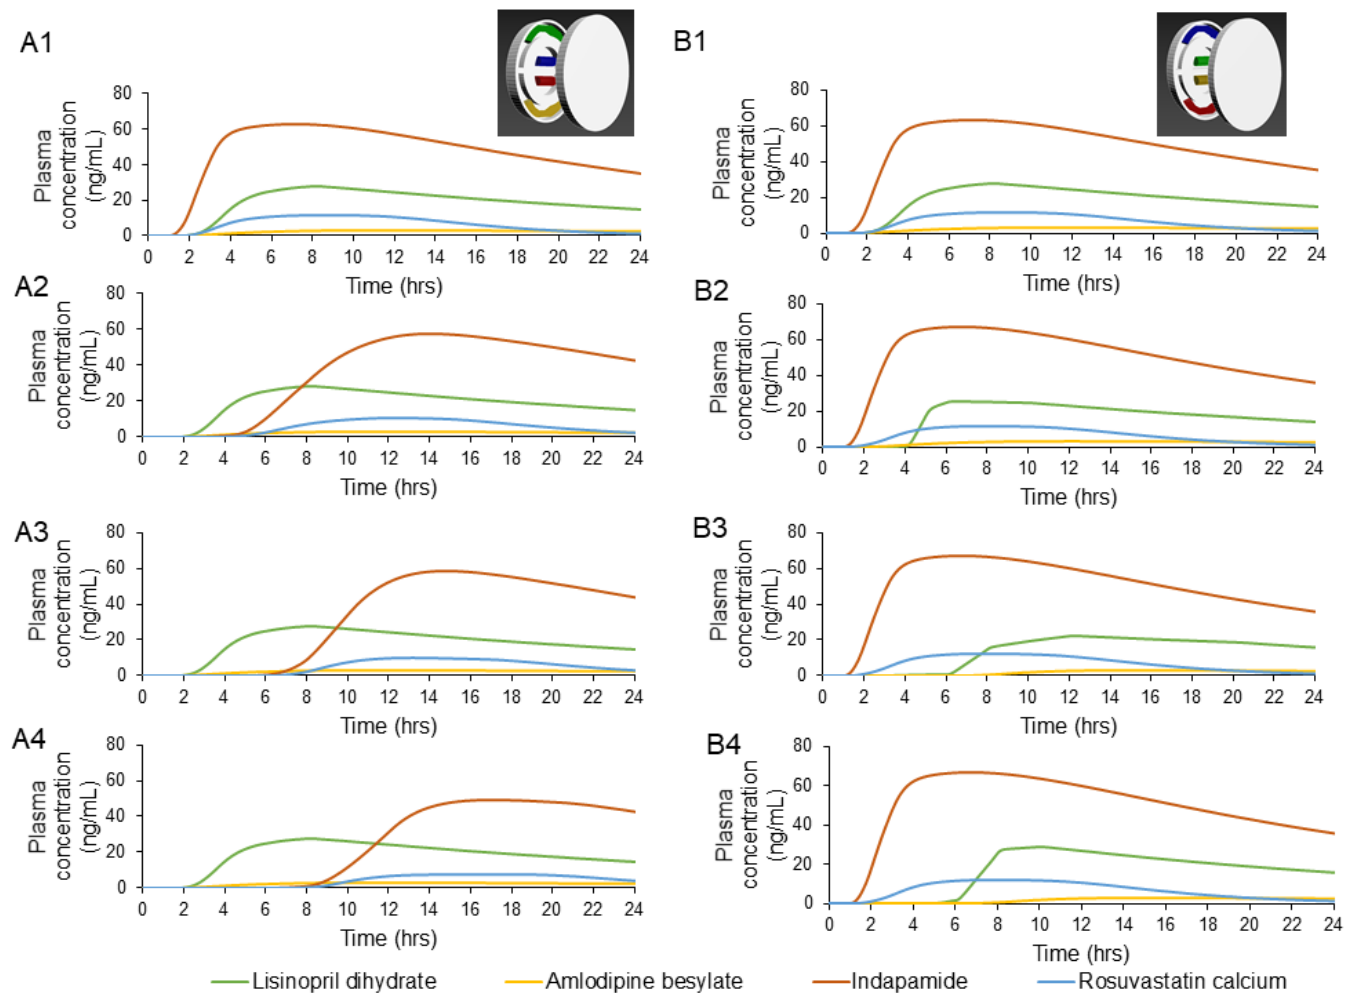 A1
Plasma
concentration
(ng/mL)
80
60
40
20
0
0 2 4 6 8 10 12 14 16 18 20 22 24
Time (hrs)
B1
Plasma
concentration
(ng/mL)
80
60
40
20
0
0 2 4 6 8 10 12 14 16 18 20 22 24
Time (hrs)
A2
Plasma
concentration
(ng/mL)
80
60
40
20
0
0 2 4 6 8 10 12 14 16 18 20 22 24
Time (hrs)
B2
Plasma
concentration
(ng/mL)
80
60
40
20
0
0 2 4 6 8 10 12 14 16 18 20 22 24
Time (hrs)
A3
Plasma
concentration
(ng/mL)
80
60
40
20
0
0 2 4 6 8 10 12 14 16 18 20 22 24
Time (hrs)
B3
Plasma
concentration
(ng/mL)
80
60
40
20
0
0 2 4 6 8 10 12 14 16 18 20 22 24
Time (hrs)
A4
Plasma
concentration
(ng/mL)
80
60
40
20
0
0 2 4 6 8 10 12 14 16 18 20 22 24
Time (hrs)
B4
Plasma
concentration
(ng/mL)
80
60
40
20
0
0 2 4 6 8 10 12 14 16 18 20 22 24
Time (hrs)
Lisinopril dihydrate Amlodipine besylate Indapamide Rosuvastatin calcium